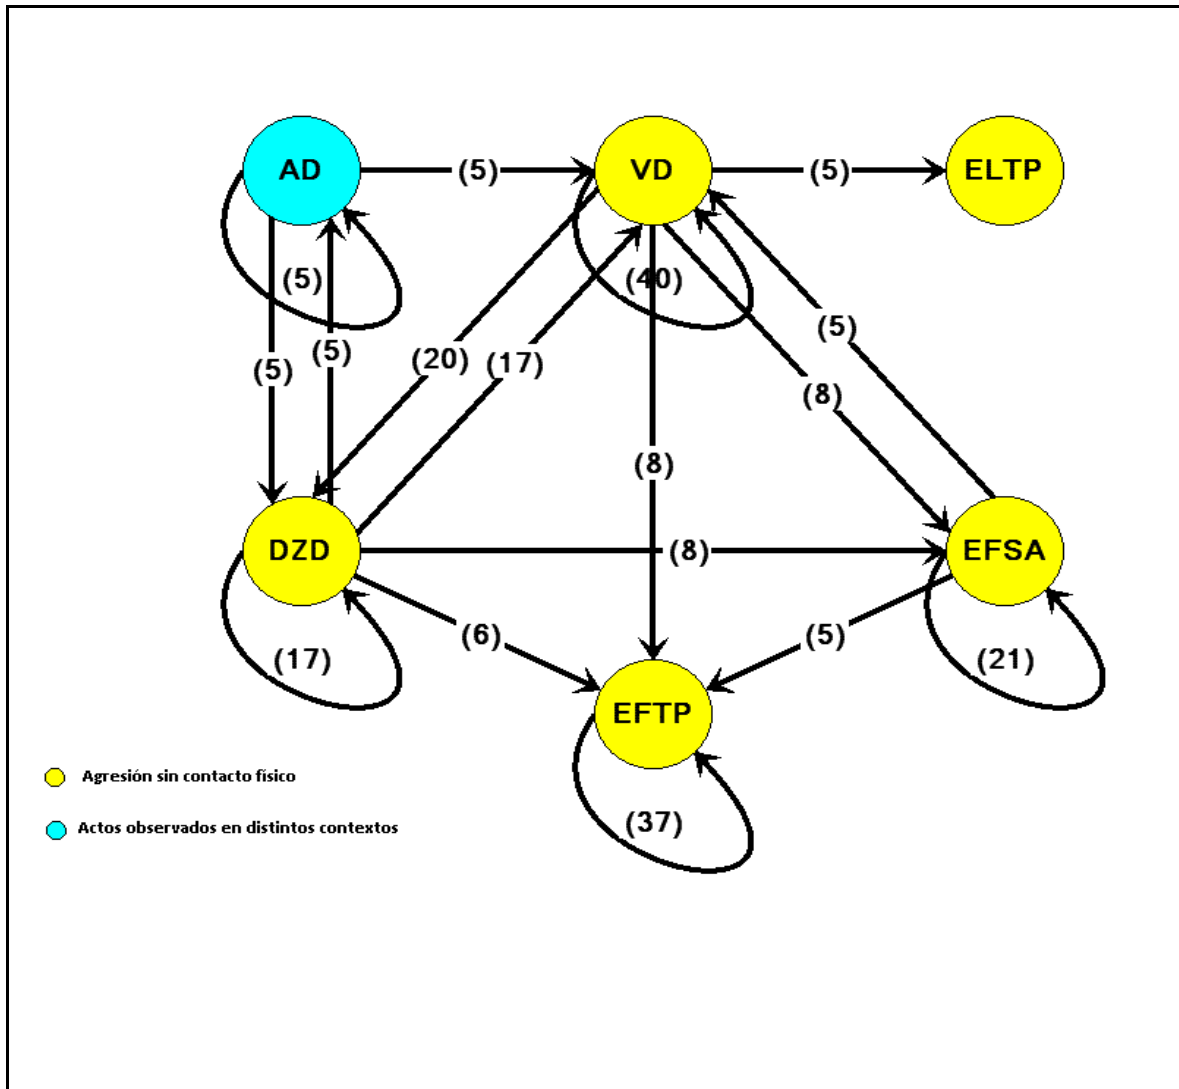 AD
(5)
VD
(5)
ELTP
(5)
(40)
(5)
(5)
(20)
(17)
(5)
(8)
(8)
DZD
(8)
EFSA
(17)
(6)
(5)
(21)
EFTP
(37)
Agresión sin contacto físico
Actos observados en distintos contextos